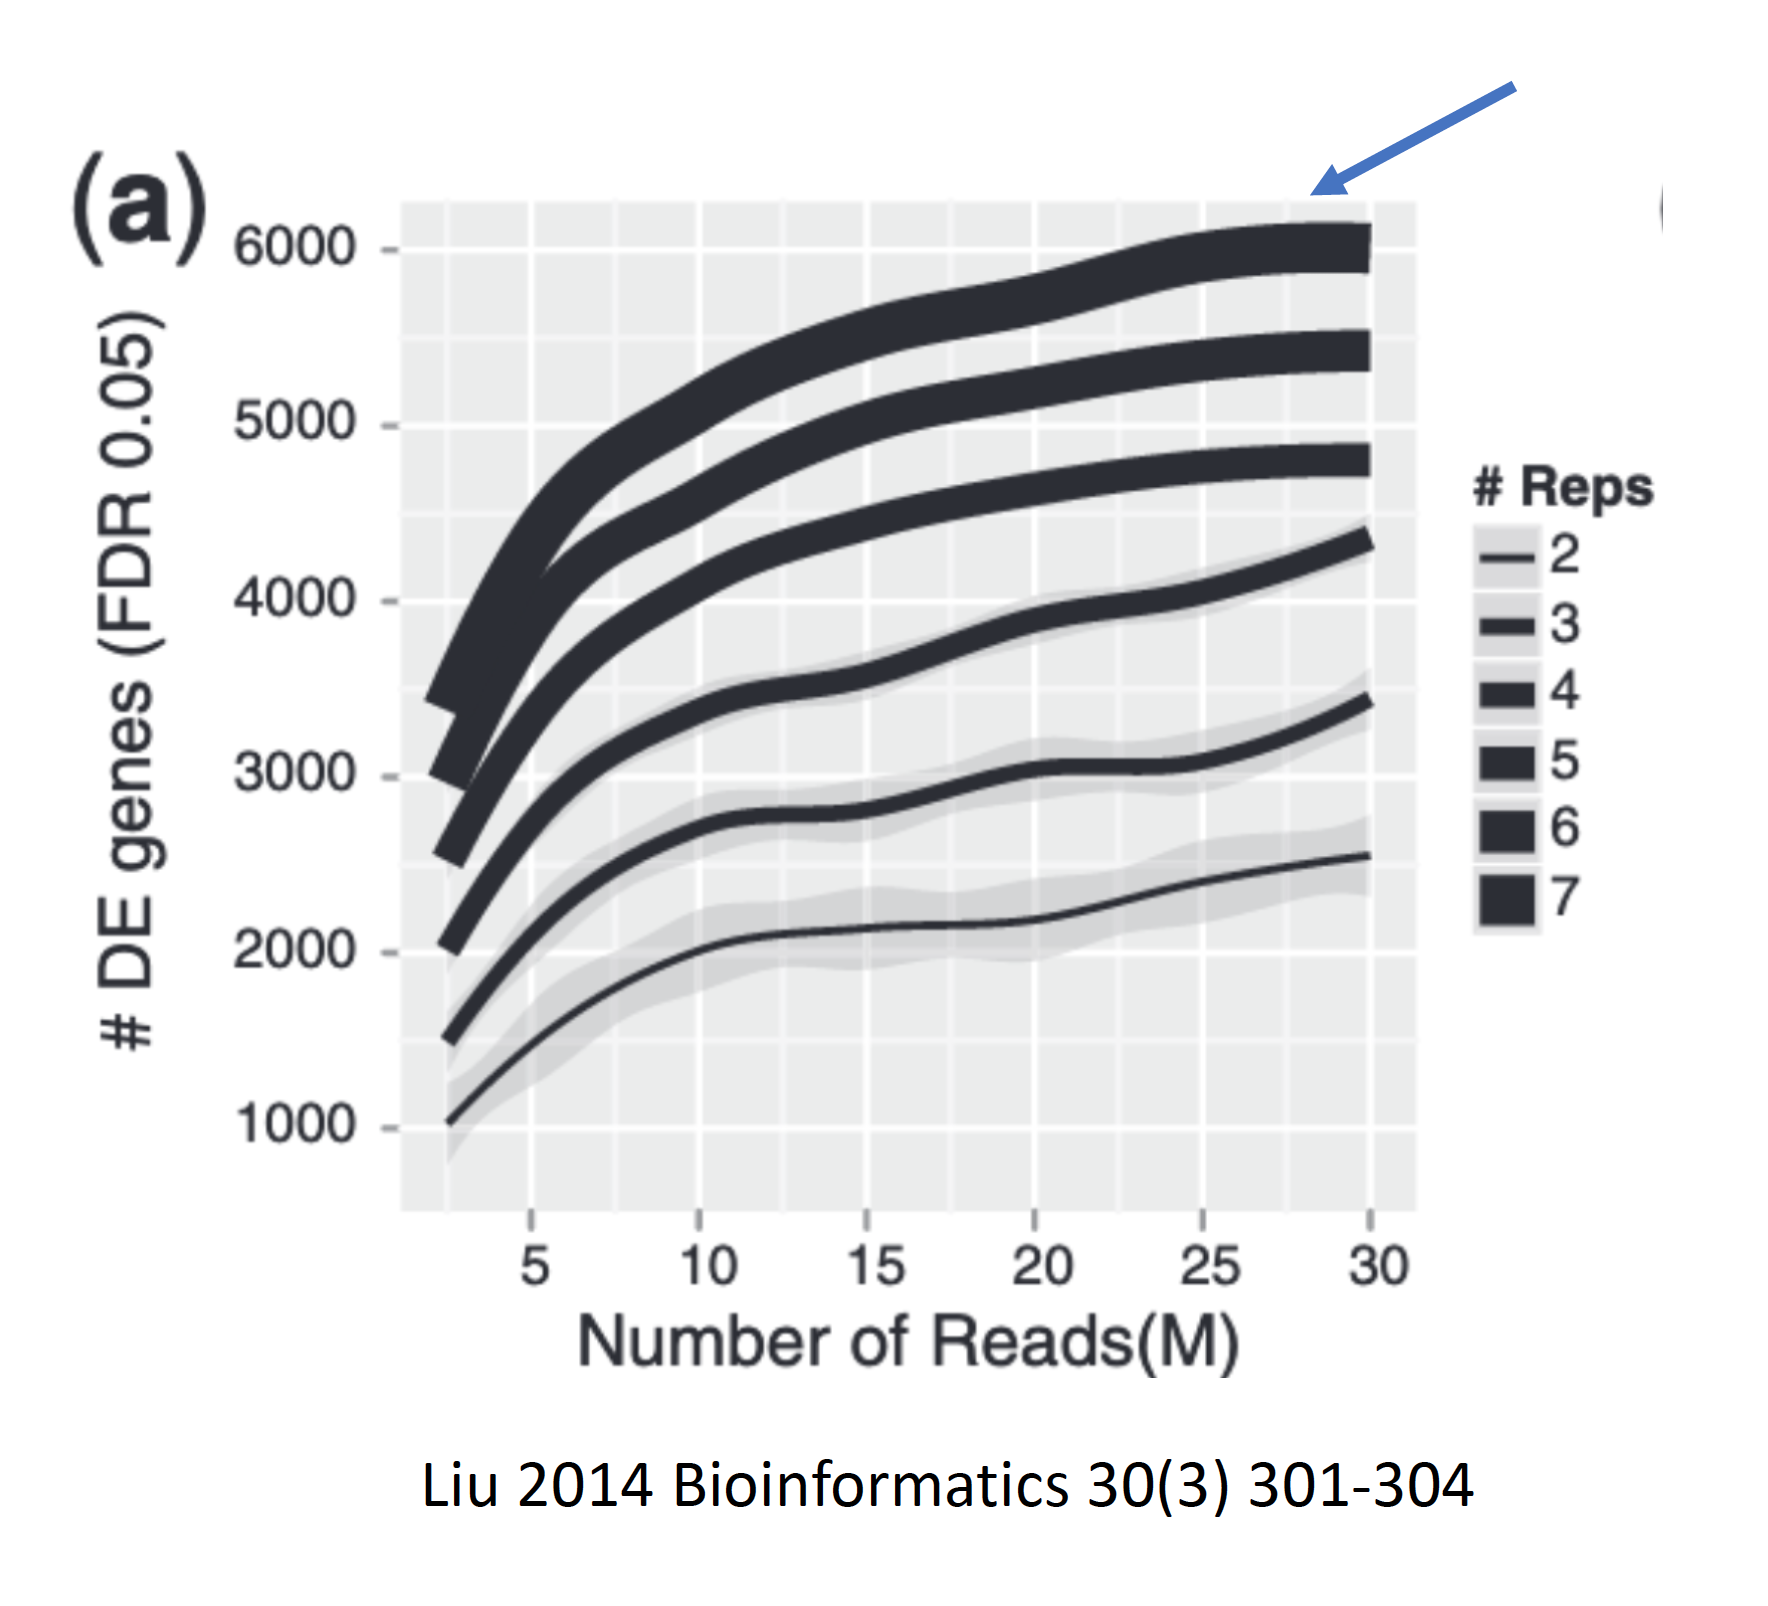 (a)
# DE genes (FDR 0.05)
6000
5000
4000
3000
2000
1000
5 10 15 20 25 30
Number of Reads(M)
# Reps
2
3
4
5
6
7
Liu 2014 Bioinformatics 30(3) 301-304